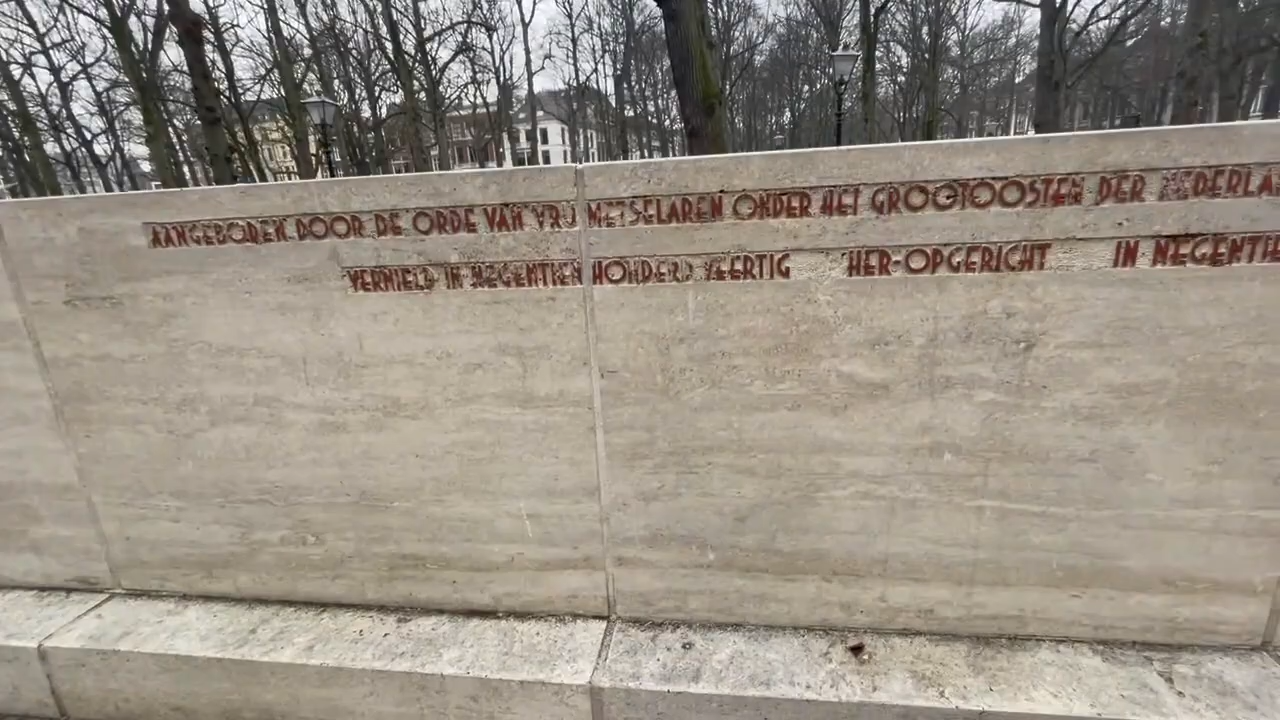 AANGEBODEN DOOR DE ORDE VAN VRIJMETSELAREN ONDER HET GROOTOOSTEN DER NEDERLA
VERNIELD IN NEGENTIEN HONDERD VEERTIG HER-OPGERICHT IN NEGENTIE